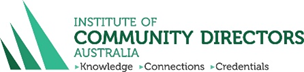 INSTITUTE OF
COMMUNITY DIRECTORS
AUSTRALIA
▸Knowledge ▸Connections ▸Credentials